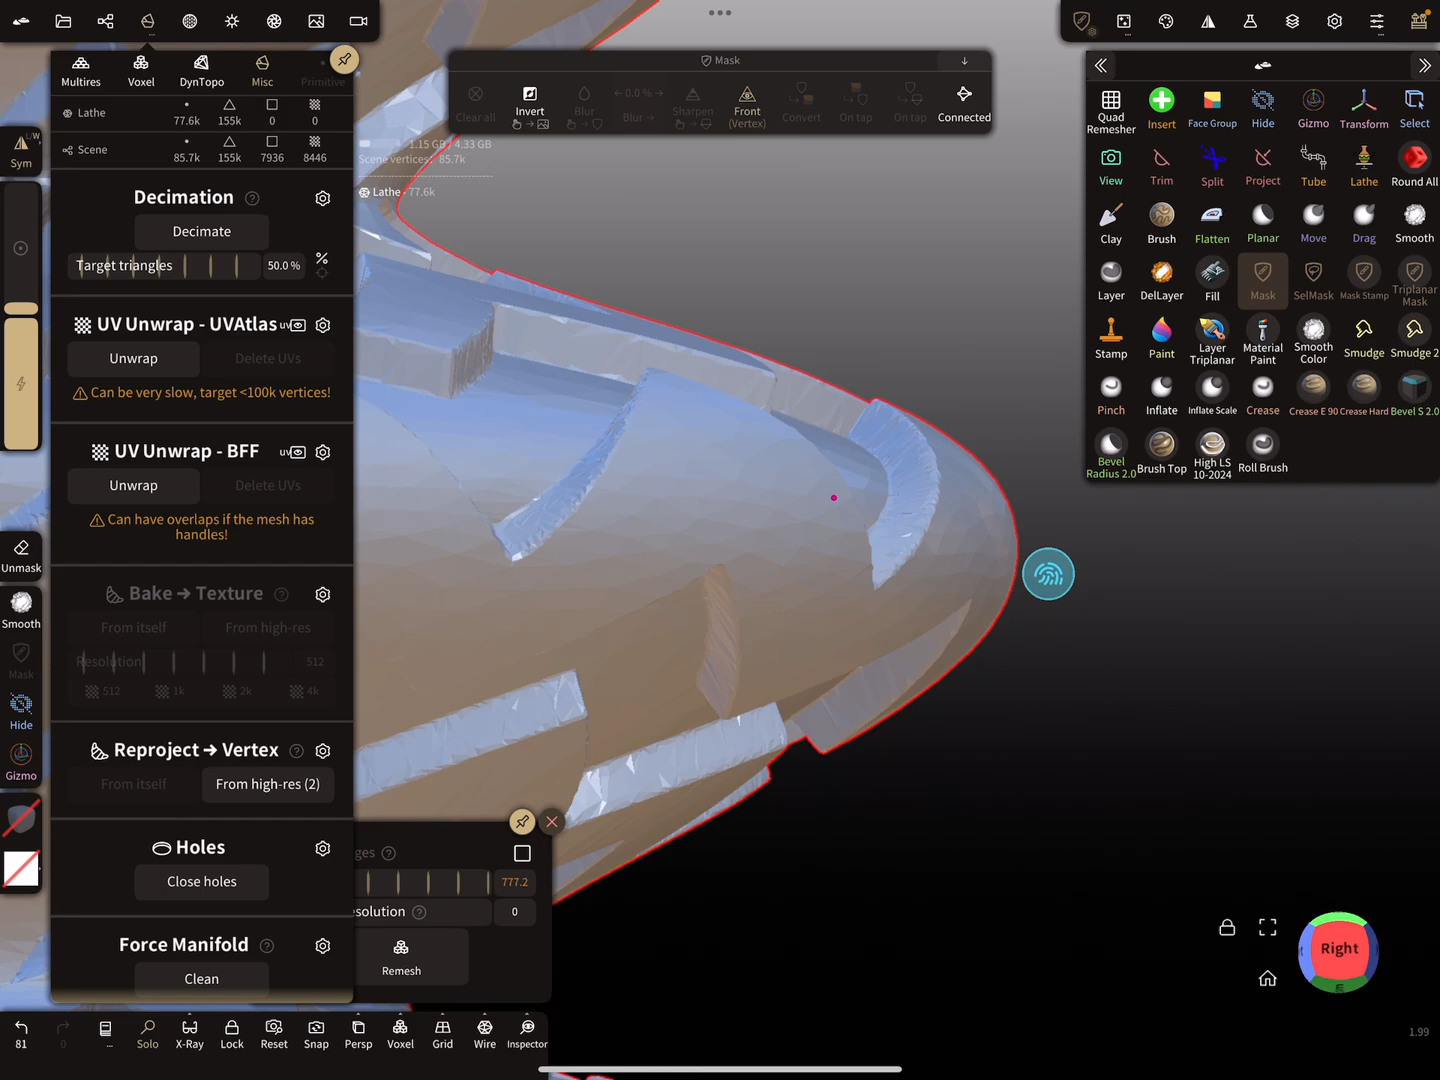 Mask
Multires Voxel DynTopo Misc Primitive
Lathe 77.6k 155k 0 0
Scene 85.7k 155k 7936 8446
Clear all Invert Blur ←0.0 %→ Sharpen Front Convert On tap On tap Connected
Blur → (Vertex)
1.15 GB / 4.33 GB
Scene vertices: 85.7k
Lathe 77.6k
L/W
Sym
Decimation ?
Decimate
Target triangles 50.0 % %
UV Unwrap - UVAtlas uv
Unwrap Delete UVs
Can be very slow, target <100k vertices!
UV Unwrap - BFF uv
Unwrap Delete UVs
Can have overlaps if the mesh has
handles!
Bake → Texture ?
From itself From high-res
Resolution 512
512 1k 2k 4k
Reproject → Vertex ?
From itself From high-res (2)
Holes
Close holes
Force Manifold ?
Clean
Unmask
Smooth
Mask
Hide
Gizmo
ges ?
777.2
esolution ? 0
Remesh
Quad
Remesher Insert Face Group Hide Gizmo Transform Select
View Trim Split Project Tube Lathe Round All
Clay Brush Flatten Planar Move Drag Smooth
Layer DelLayer Fill Mask SelMask Mask Stamp Triplanar
Mask
Stamp Paint Layer
Triplanar Material
Paint Smooth
Color Smudge Smudge 2
Pinch Inflate Inflate Scale Crease Crease E 90 Crease Hard Bevel S 2.0
Bevel
Radius 2.0 Brush Top High LS
10-2024 Roll Brush
Right
1.99
81 0 ... Solo X-Ray Lock Reset Snap Persp Voxel Grid Wire Inspector